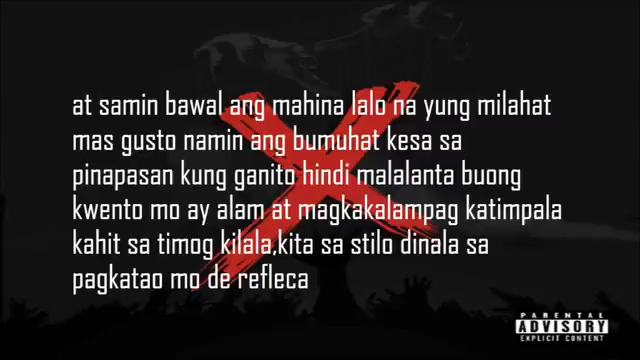 at samin bawal ang mahina lalo na yung milahat
mas gusto namin ang bumuhat kesa sa
pinapasan kung ganito hindi malalanta buong
kwento mo ay alam at magkakalampag katimpala
kahit sa timog kilala,kita sa stilo dinala sa
pagkatao mo de refleca
PARENTAL
ADVISORY
EXPLICIT CONTENT